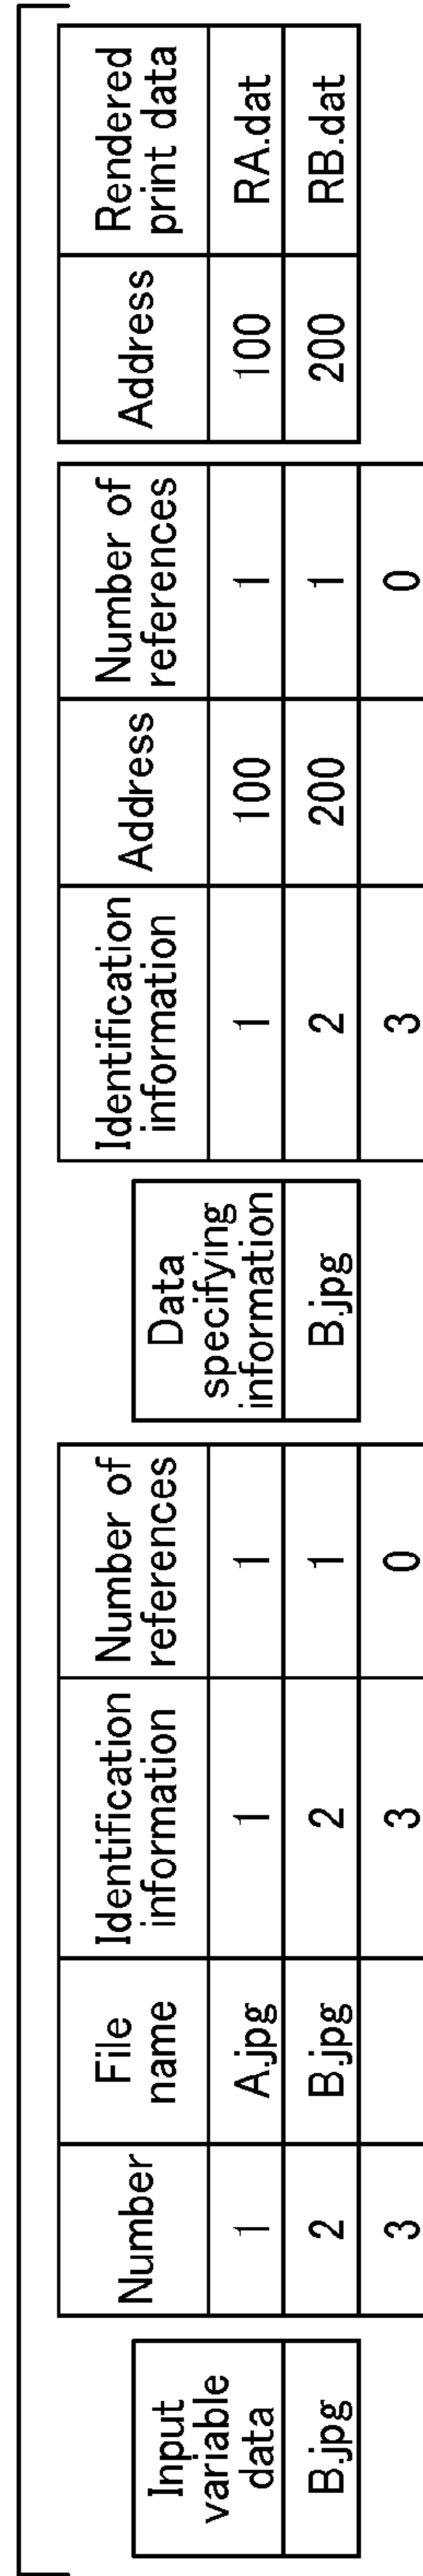 Input
variable
data
B.jpg
Number
File
name
Identification
information
Number of
references
1
A.jpg
1
1
2
B.jpg
2
1
3
3
0
Data
specifying
information
B.jpg
Identification
information
Address
Number of
references
1
100
1
2
200
1
3
0
Address
Rendered
print data
100
RA.dat
200
RB.dat